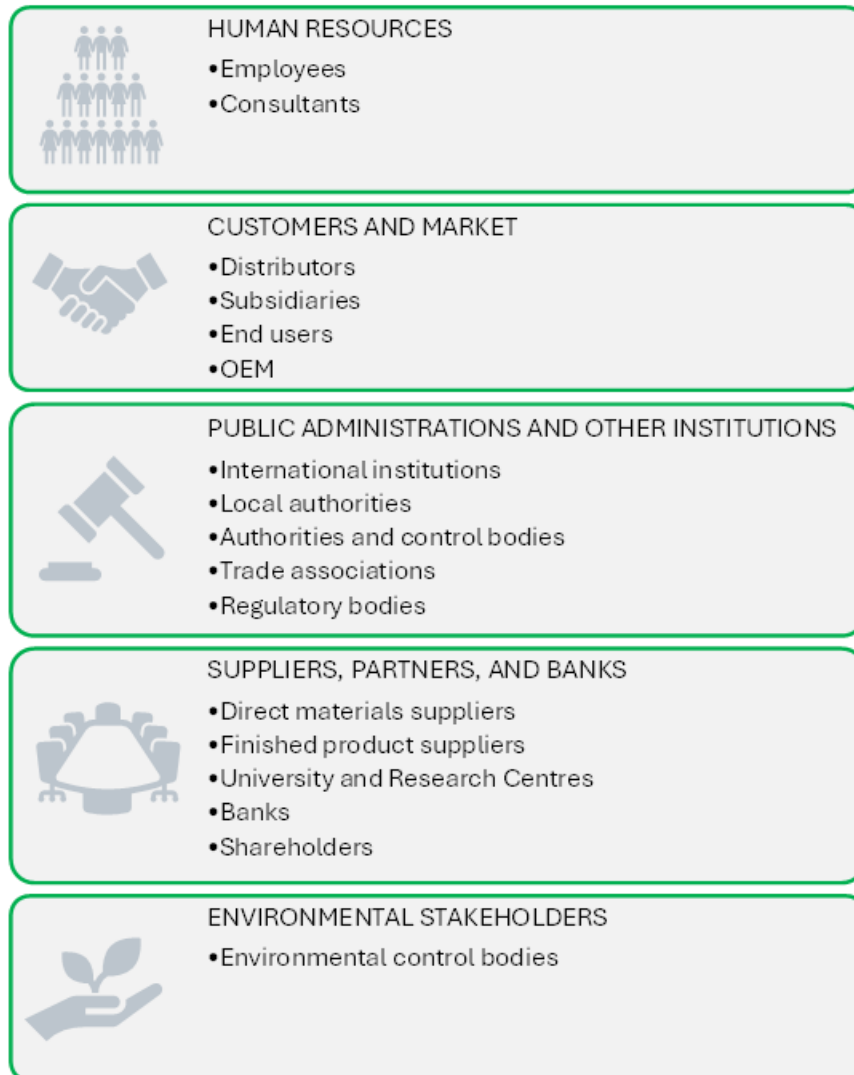 HUMAN RESOURCES
•Employees
•Consultants
CUSTOMERS AND MARKET
•Distributors
•Subsidiaries
•End users
•OEM
PUBLIC ADMINISTRATIONS AND OTHER INSTITUTIONS
•International institutions
•Local authorities
•Authorities and control bodies
•Trade associations
•Regulatory bodies
SUPPLIERS, PARTNERS, AND BANKS
•Direct materials suppliers
•Finished product suppliers
•University and Research Centres
•Banks
•Shareholders
ENVIRONMENTAL STAKEHOLDERS
•Environmental control bodies